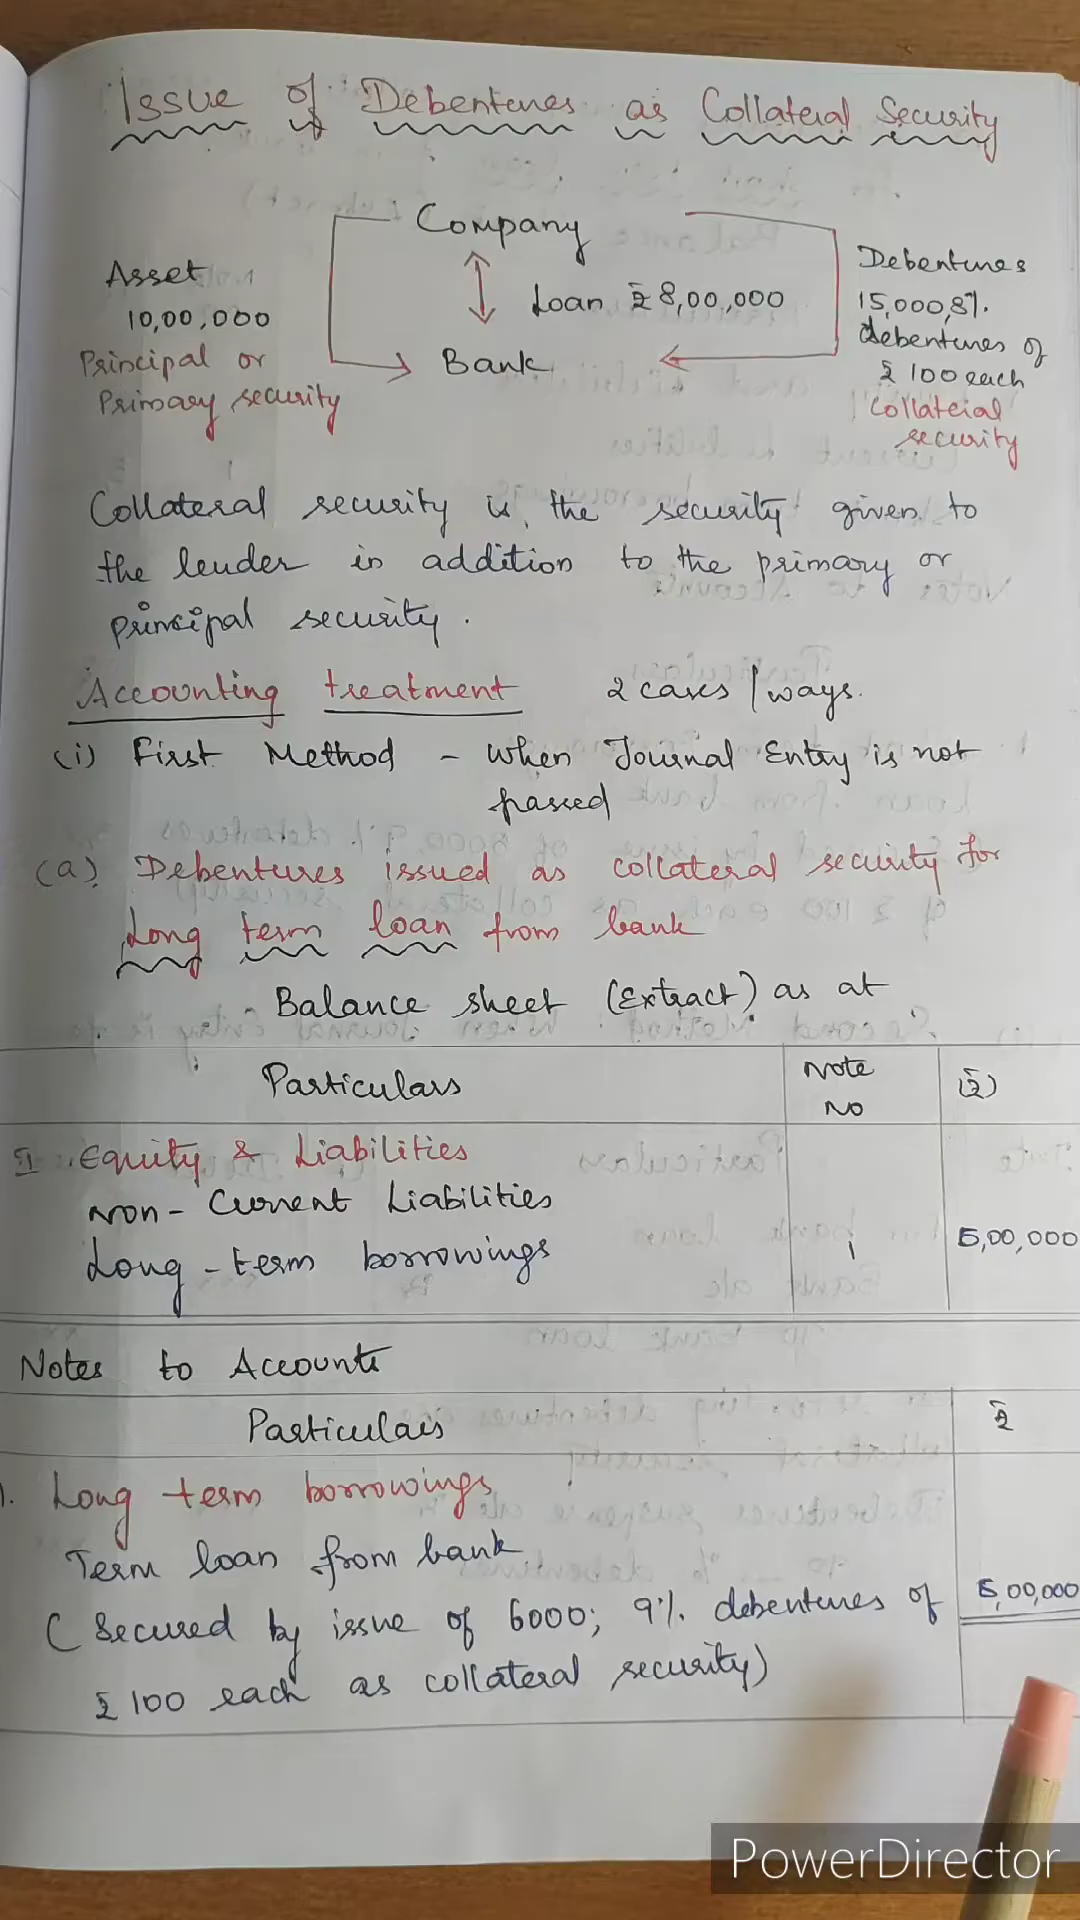 Issue of Debentures as Collateral Security
Company
Asset
10,00,000
Principal or
Primary security
Loan ₹ 8,00,000
Bank
Debentures
15,000, 8%.
debentures of
₹ 100 each
Collateral
security
Collateral security is the security given to
the lender in addition to the primary or
principal security.
Accounting treatment 2 cases / ways.
(i) First Method - When Journal Entry is not
passed
(a) Debentures issued as collateral security for
Long term loan from bank
Balance sheet (Extract) as at
Particulars Note No (₹)
I Equity & Liabilities
Non-Current Liabilities
Long-term borrowings 1 5,00,000
Notes to Accounts
Particulars ₹
1. Long term borrowings
Term loan from bank 5,00,000
(Secured by issue of 6000; 9%. debentures of
₹ 100 each as collateral security)
PowerDirector